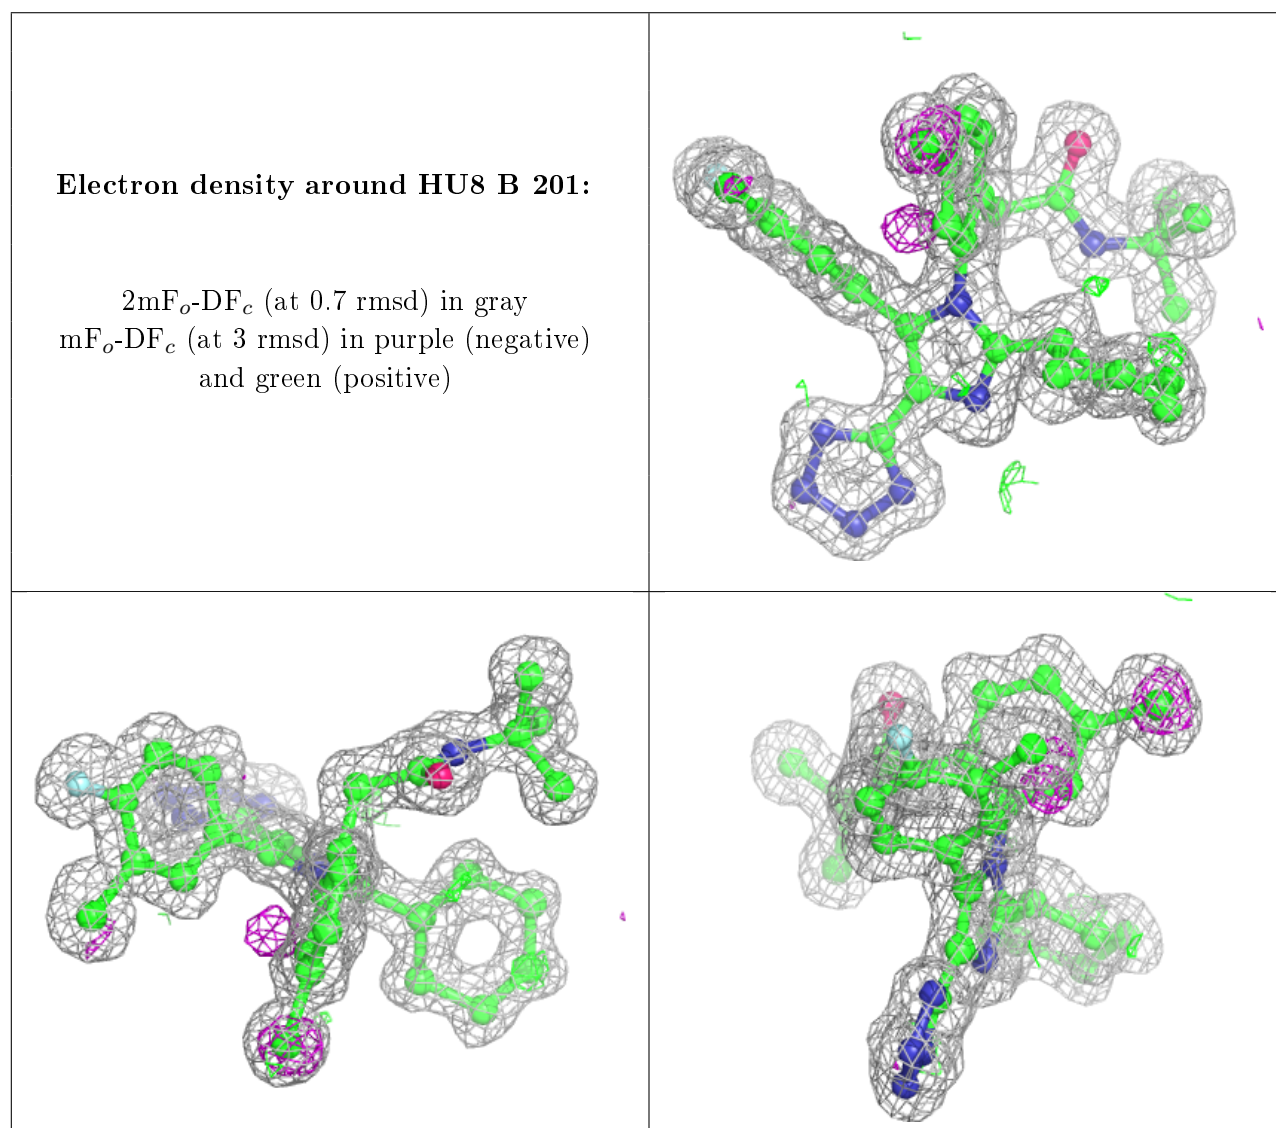 Electron density around HU8 B 201:
2mFo-DFc (at 0.7 rmsd) in gray
mFo-DFc (at 3 rmsd) in purple (negative)
and green (positive)